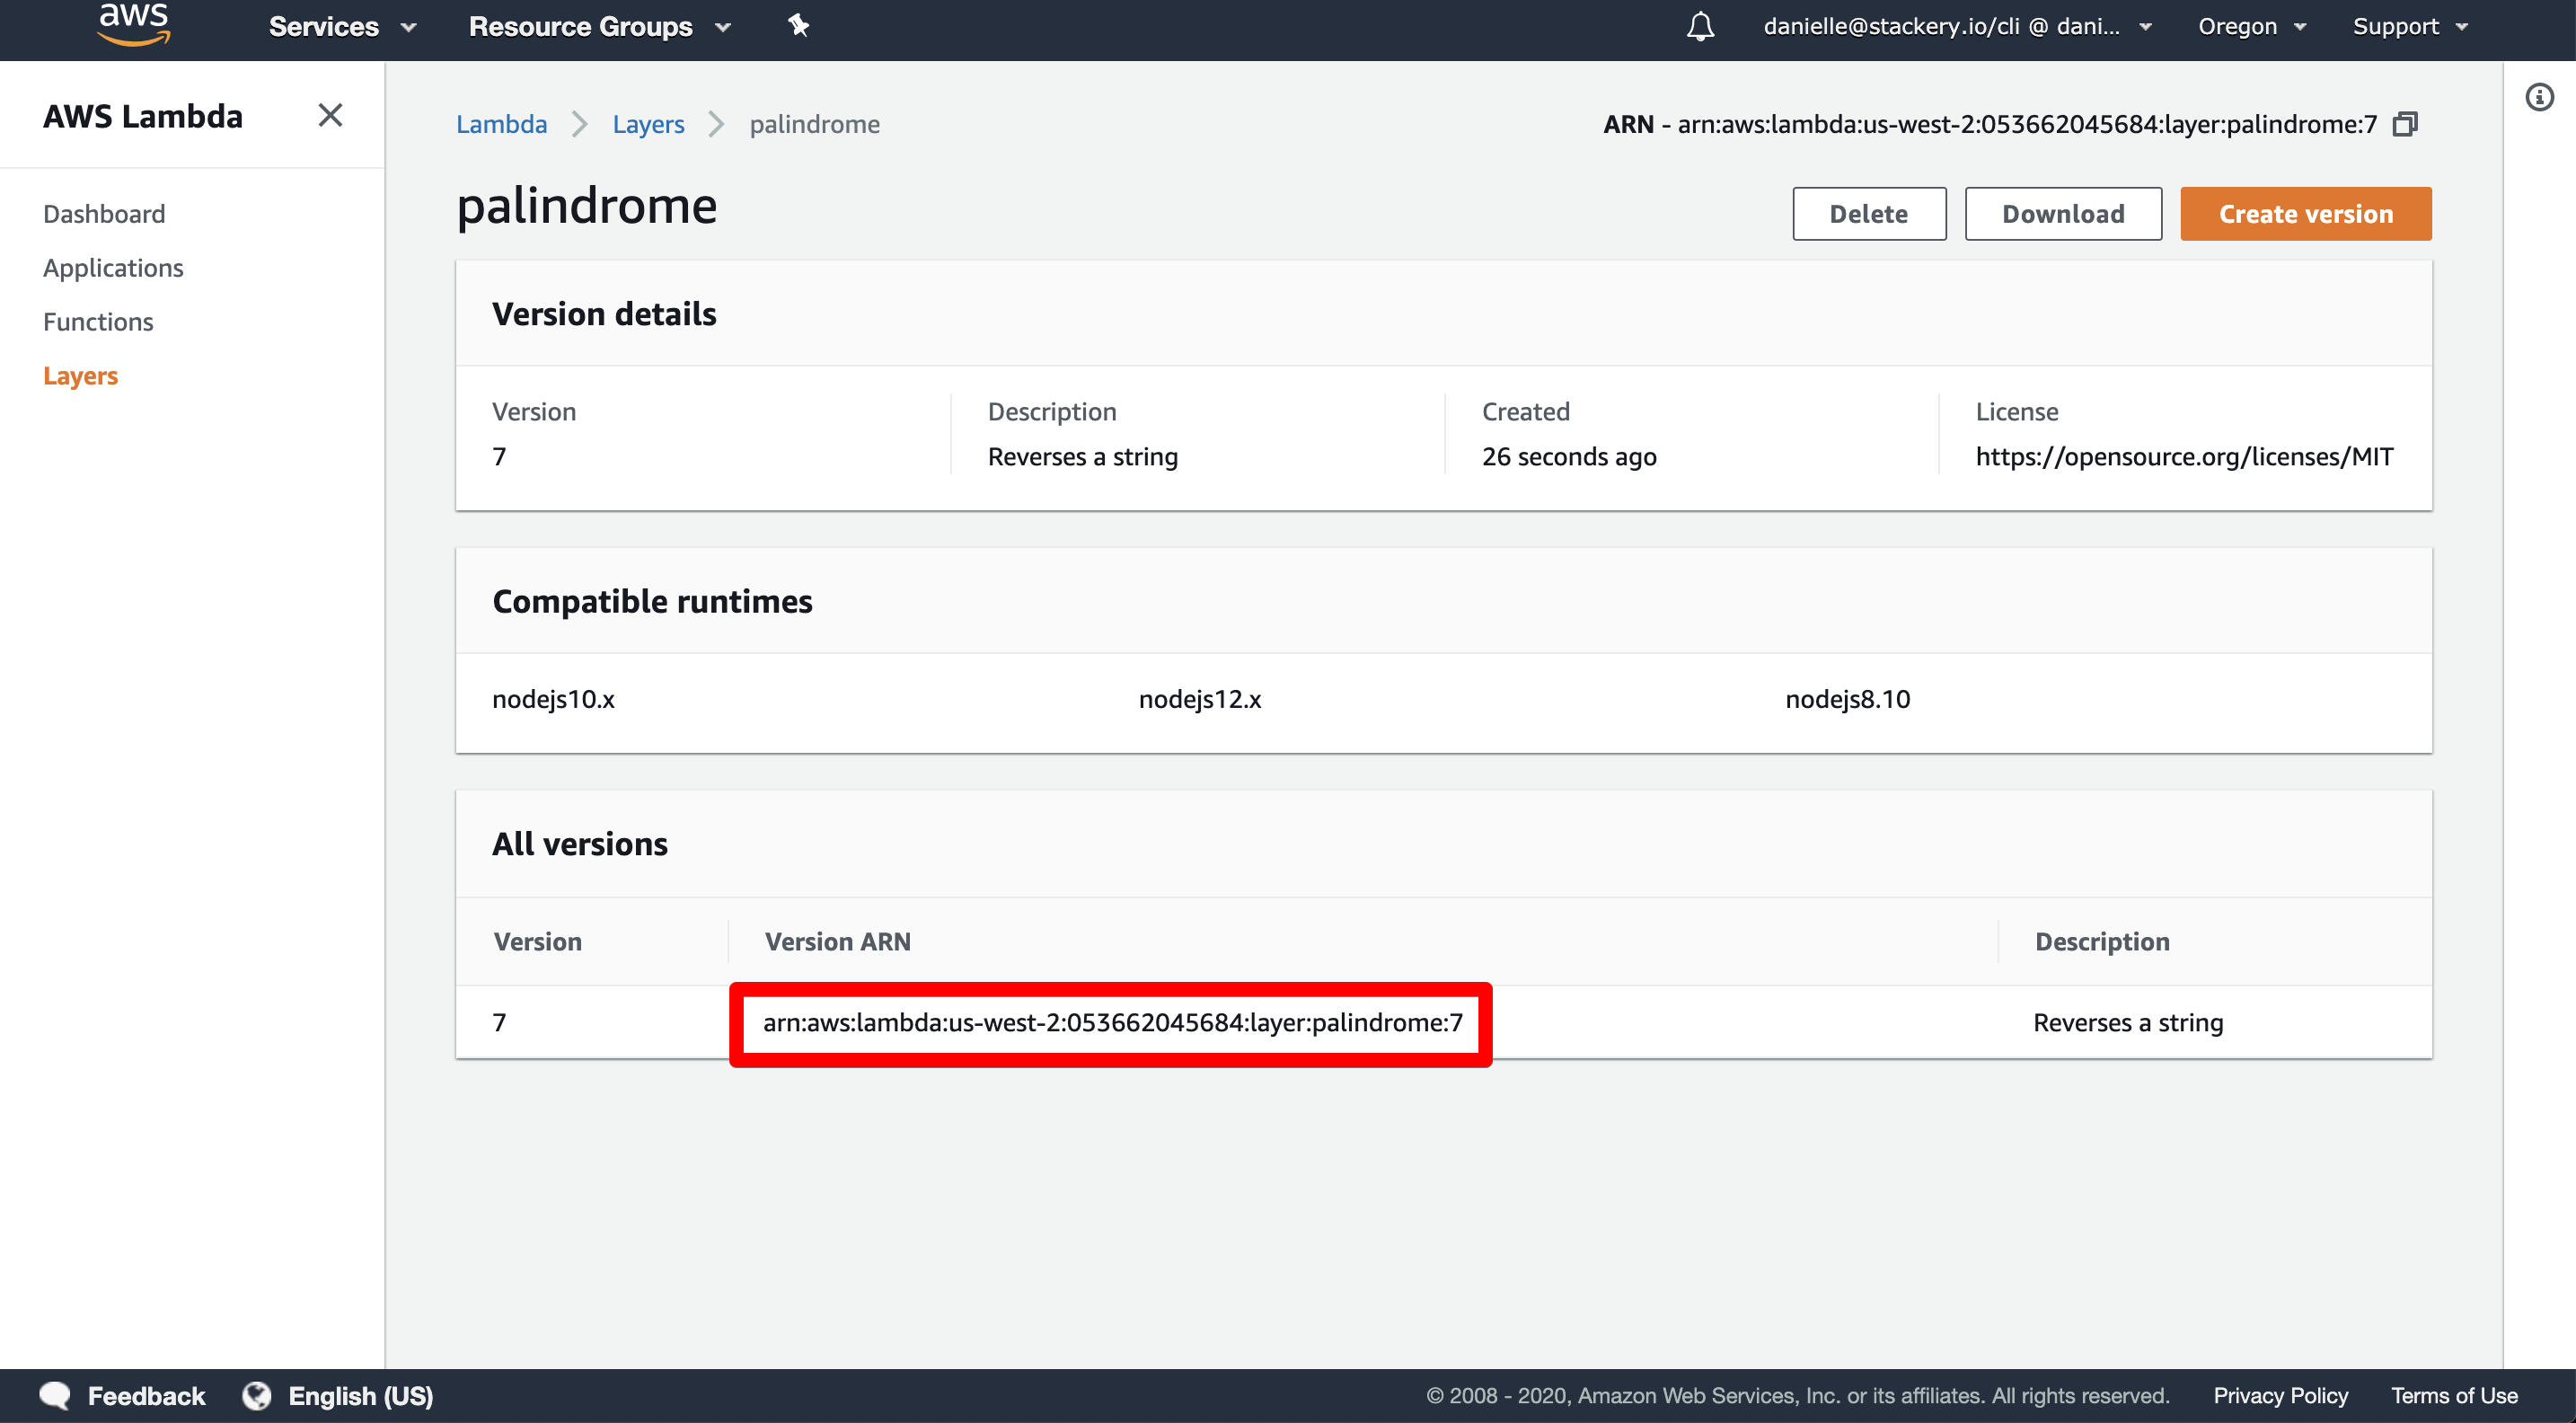 aws Services Resource Groups danielle@stackery.io/cli @ dani... Oregon Support
AWS Lambda
Dashboard
Applications
Functions
Layers
Lambda Layers palindrome
ARN - arn:aws:lambda:us-west-2:053662045684:layer:palindrome:7
palindrome
Delete Download Create version
Version details
Version Description Created License
7 Reverses a string 26 seconds ago https://opensource.org/licenses/MIT
Compatible runtimes
nodejs10.x nodejs12.x nodejs8.10
All versions
Version Version ARN Description
7 arn:aws:lambda:us-west-2:053662045684:layer:palindrome:7 Reverses a string
Feedback English (US) © 2008 - 2020, Amazon Web Services, Inc. or its affiliates. All rights reserved. Privacy Policy Terms of Use